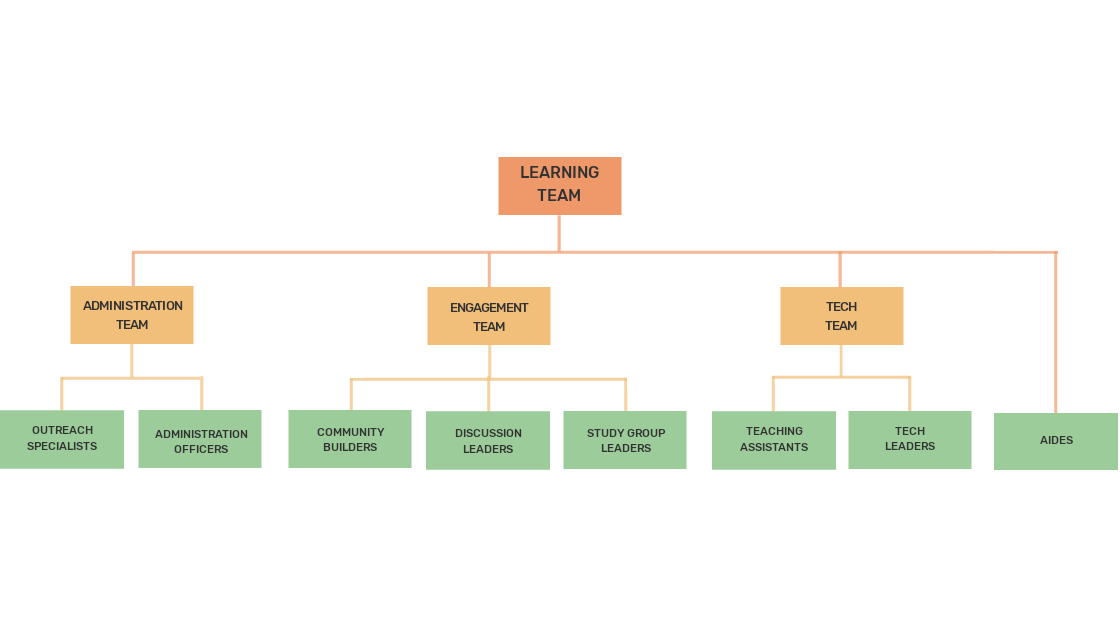 LEARNING
TEAM
ADMINISTRATION
TEAM
ENGAGEMENT
TEAM
TECH
TEAM
OUTREACH
SPECIALISTS
ADMINISTRATION
OFFICERS
COMMUNITY
BUILDERS
DISCUSSION
LEADERS
STUDY GROUP
LEADERS
TEACHING
ASSISTANTS
TECH
LEADERS
AIDES